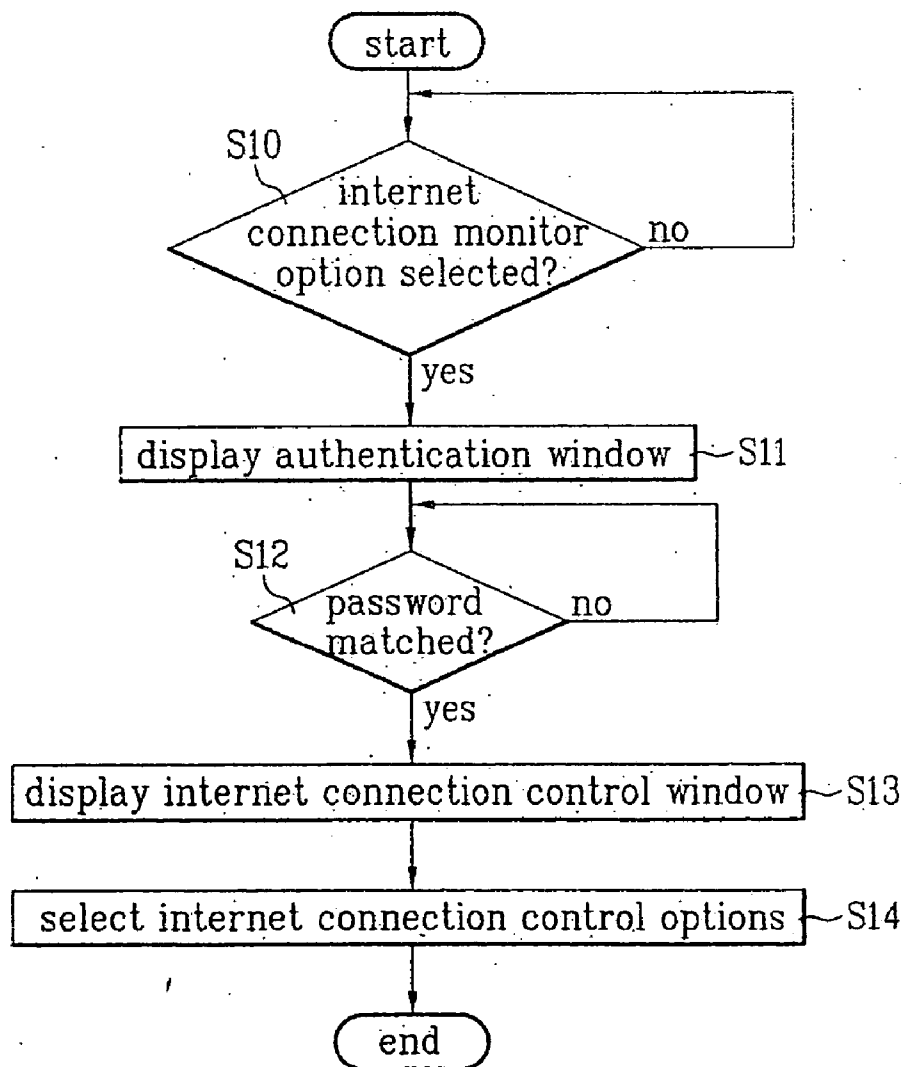 start
S10
internet
connection monitor
option selected?
no
yes
display authentication window
S11
S12
password
matched?
no
yes
display internet connection control window
S13
select internet connection control options
S14
end